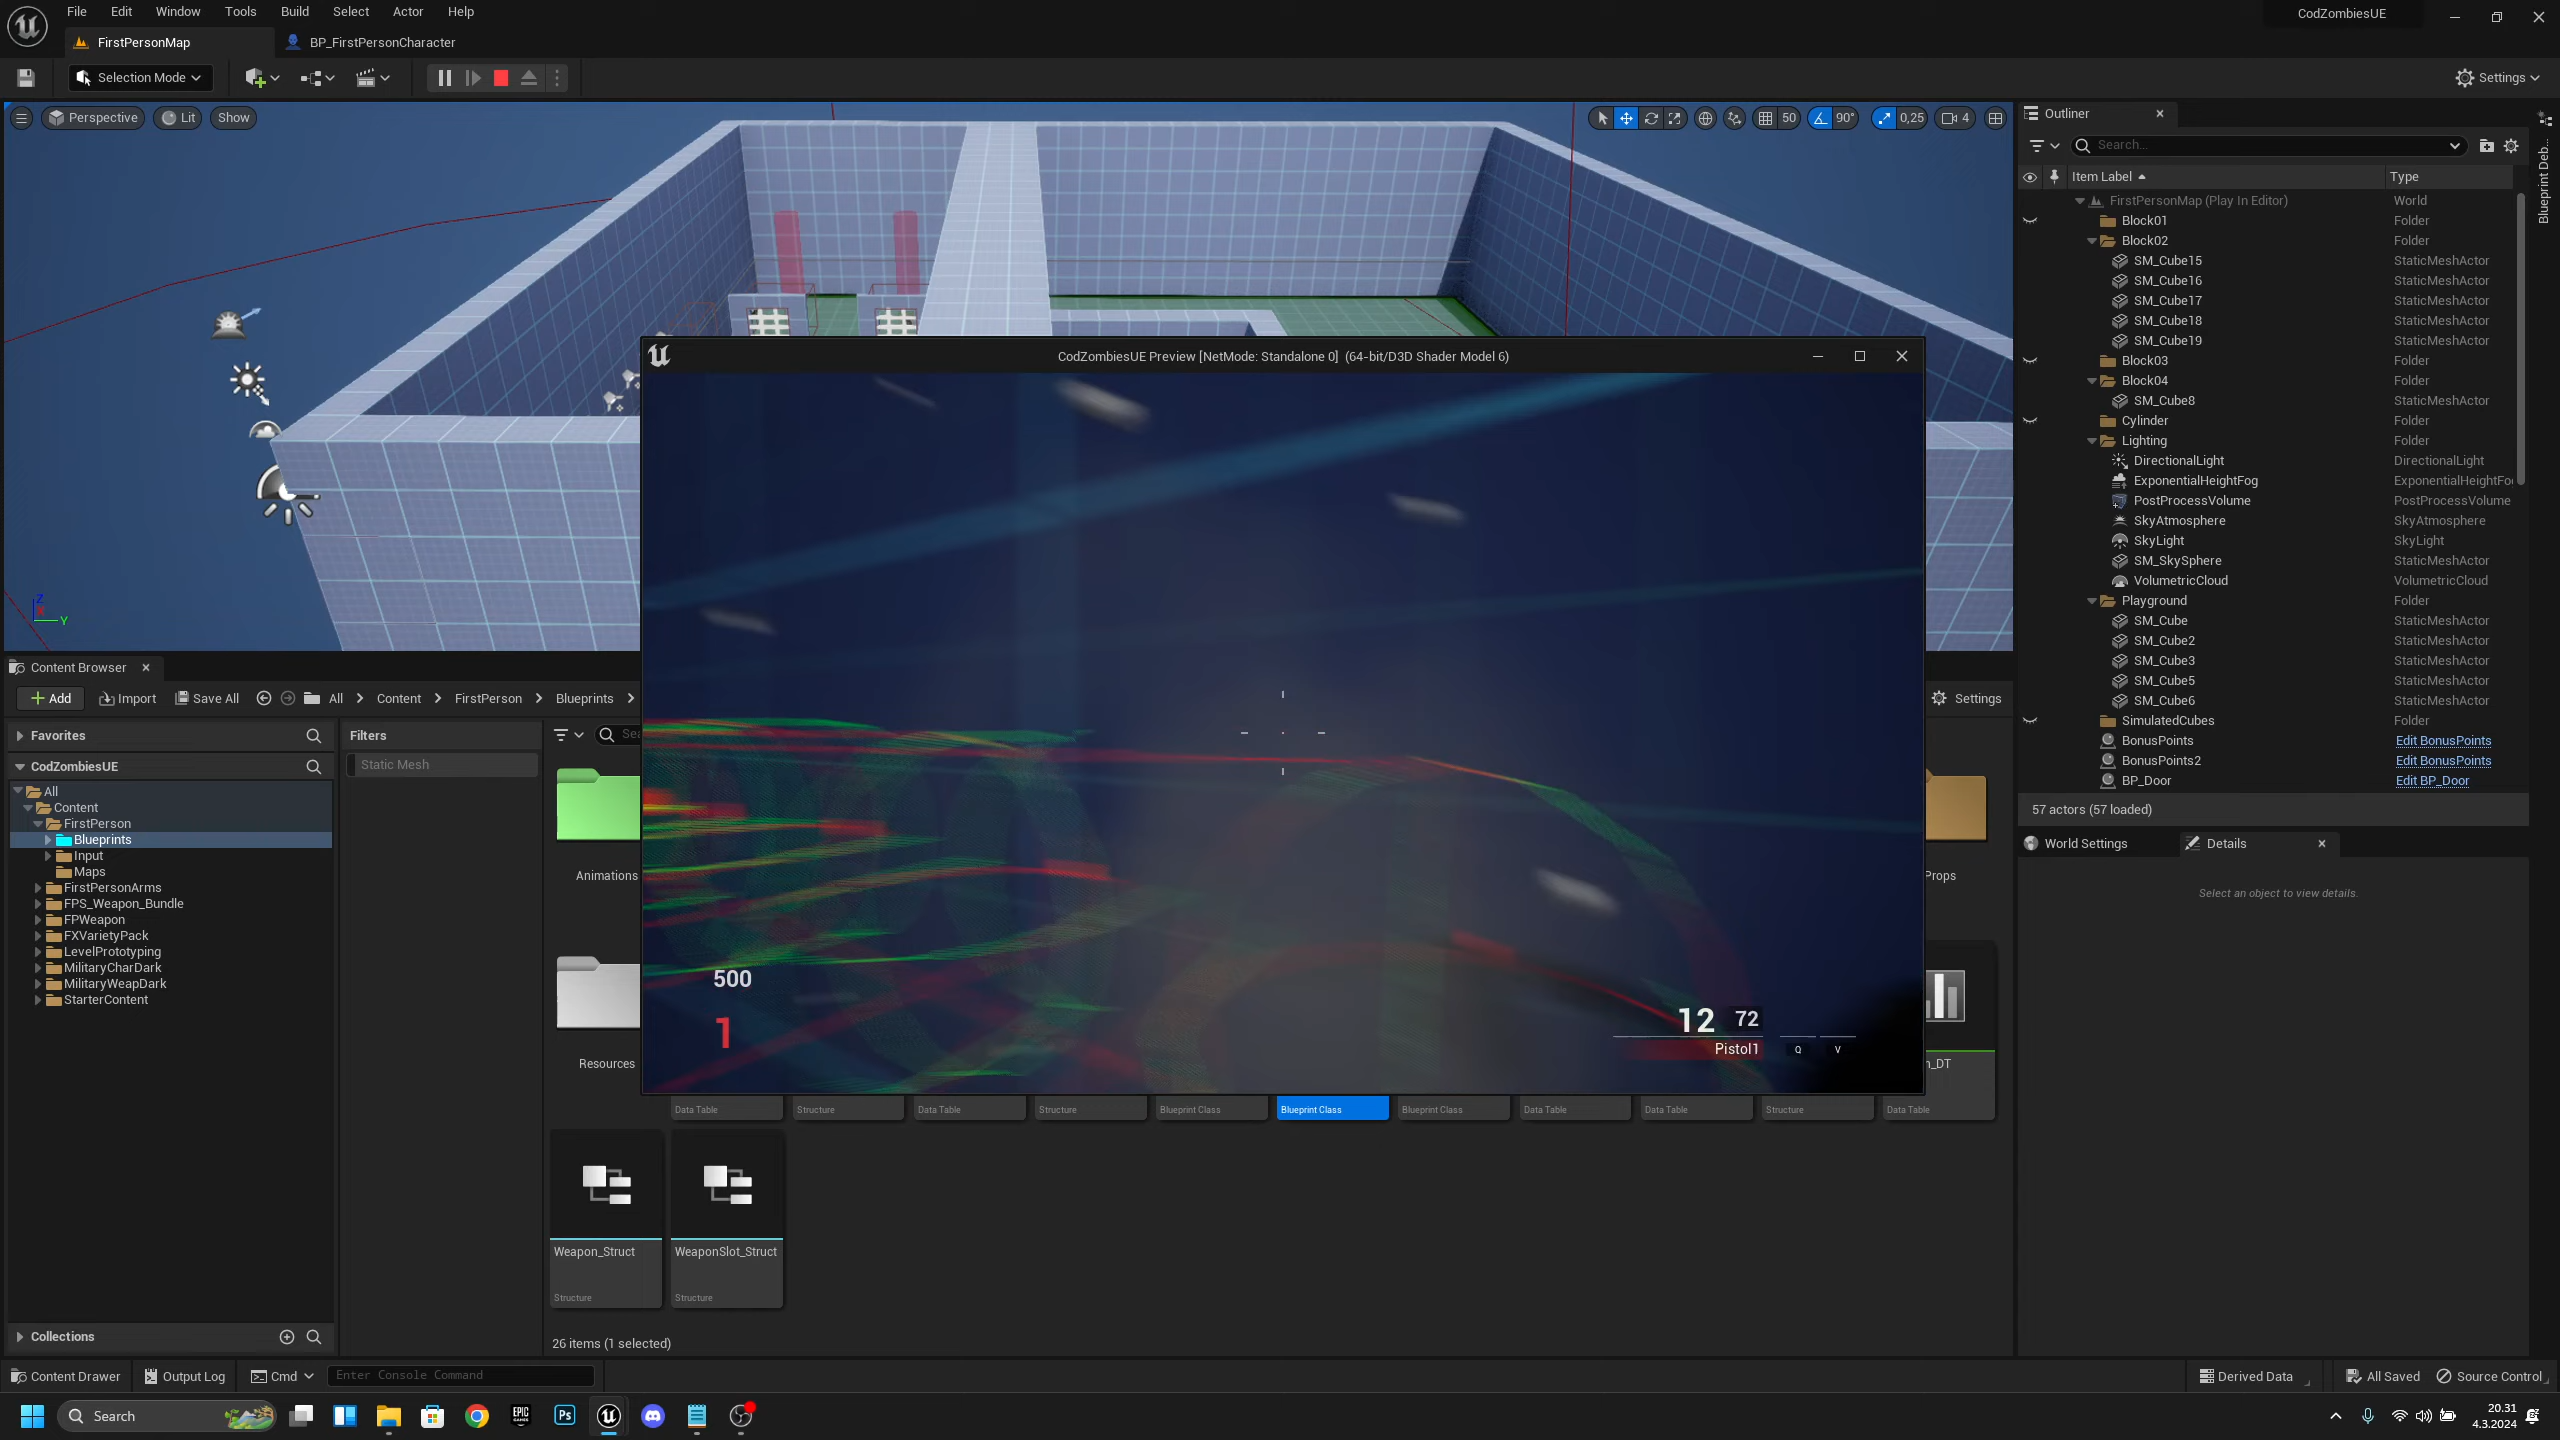 File Edit Window Tools Build Select Actor Help
CodZombiesUE
FirstPersonMap
BP_FirstPersonCharacter
Selection Mode
Settings
Perspective
Lit
Show
50
90°
0,25
4
Outliner
Search...
Item Label
Type
FirstPersonMap (Play In Editor) World
Block01 Folder
Block02 Folder
SM_Cube15 StaticMeshActor
SM_Cube16 StaticMeshActor
SM_Cube17 StaticMeshActor
SM_Cube18 StaticMeshActor
SM_Cube19 StaticMeshActor
Block03 Folder
Block04 Folder
SM_Cube8 StaticMeshActor
Cylinder Folder
Lighting Folder
DirectionalLight DirectionalLight
ExponentialHeightFog ExponentialHeightFo
PostProcessVolume PostProcessVolume
SkyAtmosphere SkyAtmosphere
SkyLight SkyLight
SM_SkySphere StaticMeshActor
VolumetricCloud VolumetricCloud
Playground Folder
SM_Cube StaticMeshActor
SM_Cube2 StaticMeshActor
SM_Cube3 StaticMeshActor
SM_Cube5 StaticMeshActor
SM_Cube6 StaticMeshActor
SimulatedCubes Folder
BonusPoints Edit BonusPoints
BonusPoints2 Edit BonusPoints
BP_Door Edit BP_Door
57 actors (57 loaded)
World Settings
Details
Select an object to view details.
Blueprint Deb...
CodZombiesUE Preview [NetMode: Standalone 0] (64-bit/D3D Shader Model 6)
500
1
12 72
Pistol1
Q
V
Z
X
Y
Content Browser
Add
Import
Save All
All
Content
FirstPerson
Blueprints
Settings
Favorites
Filters
Sea
CodZombiesUE
Static Mesh
All
Content
FirstPerson
Blueprints
Input
Maps
FirstPersonArms
FPS_Weapon_Bundle
FPWeapon
FXVarietyPack
LevelPrototyping
MilitaryCharDark
MilitaryWeapDark
StarterContent
Animations
Props
Resources
_DT
Data Table
Structure
Data Table
Structure
Blueprint Class
Blueprint Class
Blueprint Class
Data Table
Data Table
Structure
Data Table
Weapon_Struct
WeaponSlot_Struct
Structure
Structure
26 items (1 selected)
Collections
Content Drawer
Output Log
Cmd
Enter Console Command
Derived Data
All Saved
Source Control
Search
EPIC GAMES
Ps
20.31
4.3.2024